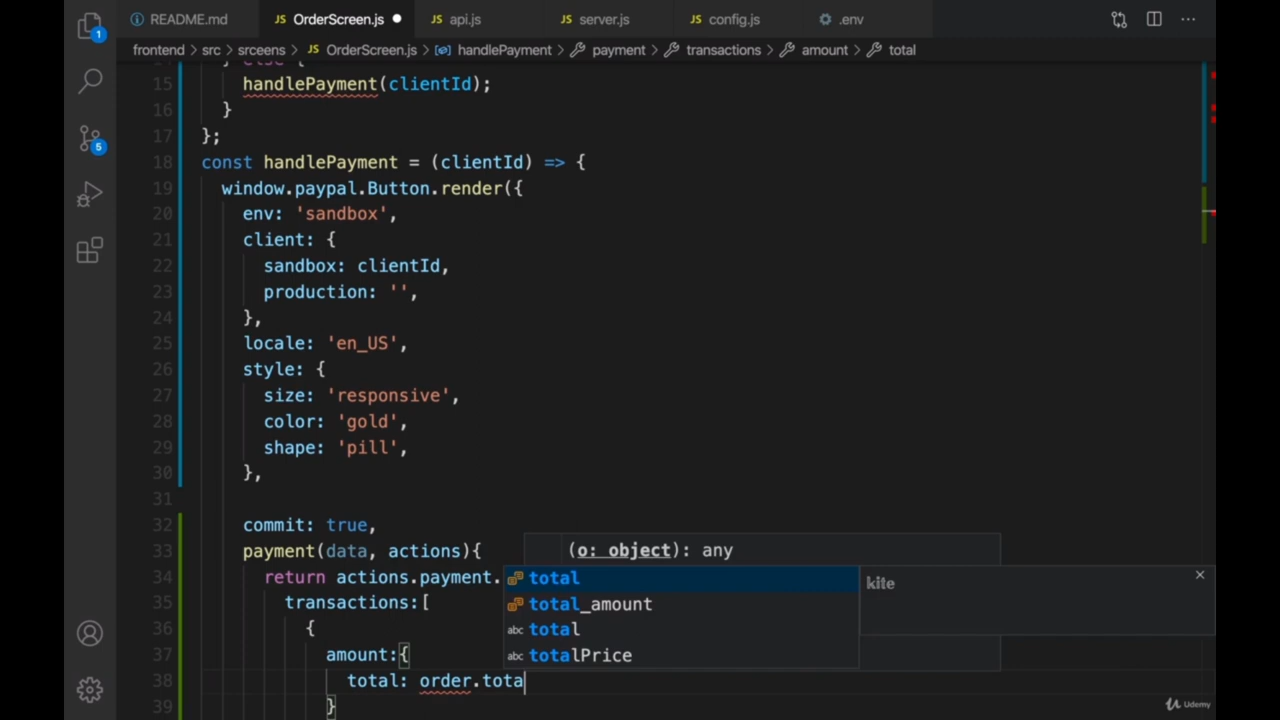 README.md
OrderScreen.js
api.js
server.js
config.js
.env
frontend > src > srceens > OrderScreen.js > handlePayment > payment > transactions > amount > total
15 handlePayment(clientId);
16 }
17 };
18 const handlePayment = (clientId) => {
19 window.paypal.Button.render({
20 env: 'sandbox',
21 client: {
22 sandbox: clientId,
23 production: '',
24 },
25 locale: 'en_US',
26 style: {
27 size: 'responsive',
28 color: 'gold',
29 shape: 'pill',
30 },
31
32 commit: true,
33 payment(data, actions){
34 return actions.payment.
35 transactions:[
36 {
37 amount:{
38 total: order.tota
39 }
(o: object): any
total
total_amount
total
totalPrice
kite
1
5
Udemy